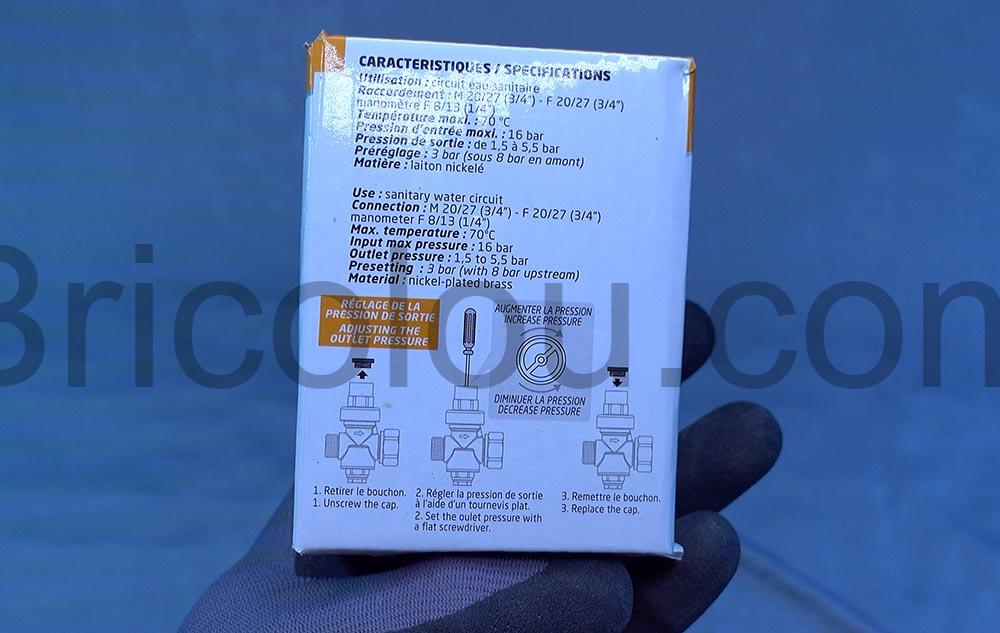 CARACTERISTIQUES / SPECIFICATIONS
Utilisation : circuit eau sanitaire
Raccordement : M 20/27 (3/4") - F 20/27 (3/4")
manomètre F 8/13 (1/4")
Température maxi. : 70 °C
Pression d'entrée maxi. : 16 bar
Pression de sortie : de 1,5 à 5,5 bar
Préréglage : 3 bar (sous 8 bar en amont)
Matière : laiton nickelé
Use : sanitary water circuit
Connection : M 20/27 (3/4") - F 20/27 (3/4")
manometer F 8/13 (1/4")
Max. temperature : 70°C
Input max pressure : 16 bar
Outlet pressure : 1,5 to 5,5 bar
Presetting : 3 bar (with 8 bar upstream)
Material : nickel-plated brass
RÉGLAGE DE LA
PRESSION DE SORTIE
ADJUSTING THE
OUTLET PRESSURE
AUGMENTER LA PRESSION
INCREASE PRESSURE
DIMINUER LA PRESSION
DECREASE PRESSURE
1. Retirer le bouchon.
1. Unscrew the cap.
2. Régler la pression de sortie
à l'aide d'un tournevis plat.
2. Set the oulet pressure with
a flat screwdriver.
3. Remettre le bouchon.
3. Replace the cap.
Bricolou.com